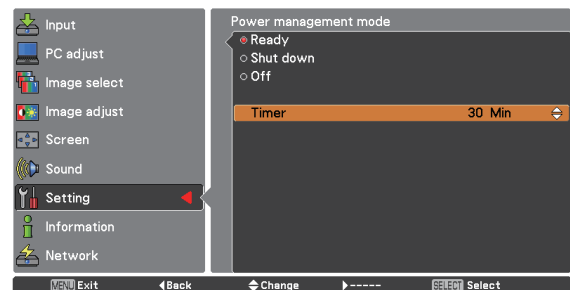 Input
PC adjust
Image select
Image adjust
Screen
Sound
Setting
Information
Network
Power management mode
Ready
Shut down
Off
Timer 30 Min
MENU Exit Back Change ----- SELECT Select